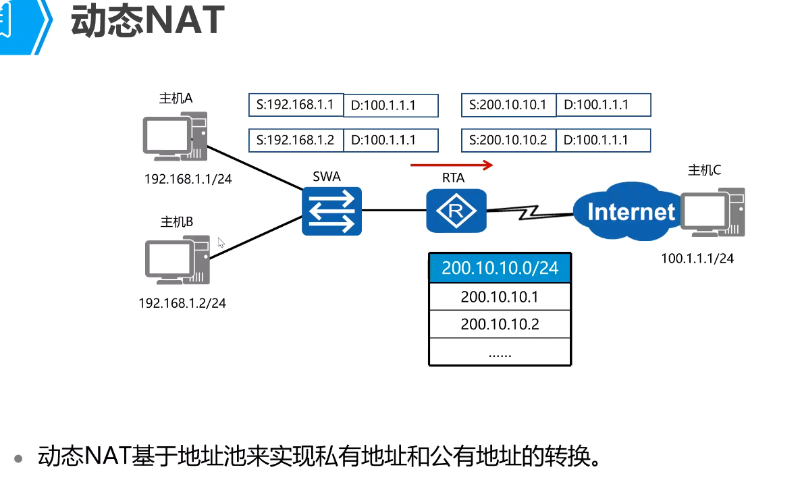 动态NAT
主机A
S:192.168.1.1 D:100.1.1.1
S:200.10.10.1 D:100.1.1.1
S:192.168.1.2 D:100.1.1.1
S:200.10.10.2 D:100.1.1.1
主机C
192.168.1.1/24
SWA
RTA
R
Internet
主机B
100.1.1.1/24
192.168.1.2/24
200.10.10.0/24
200.10.10.1
200.10.10.2
......
• 动态NAT基于地址池来实现私有地址和公有地址的转换。